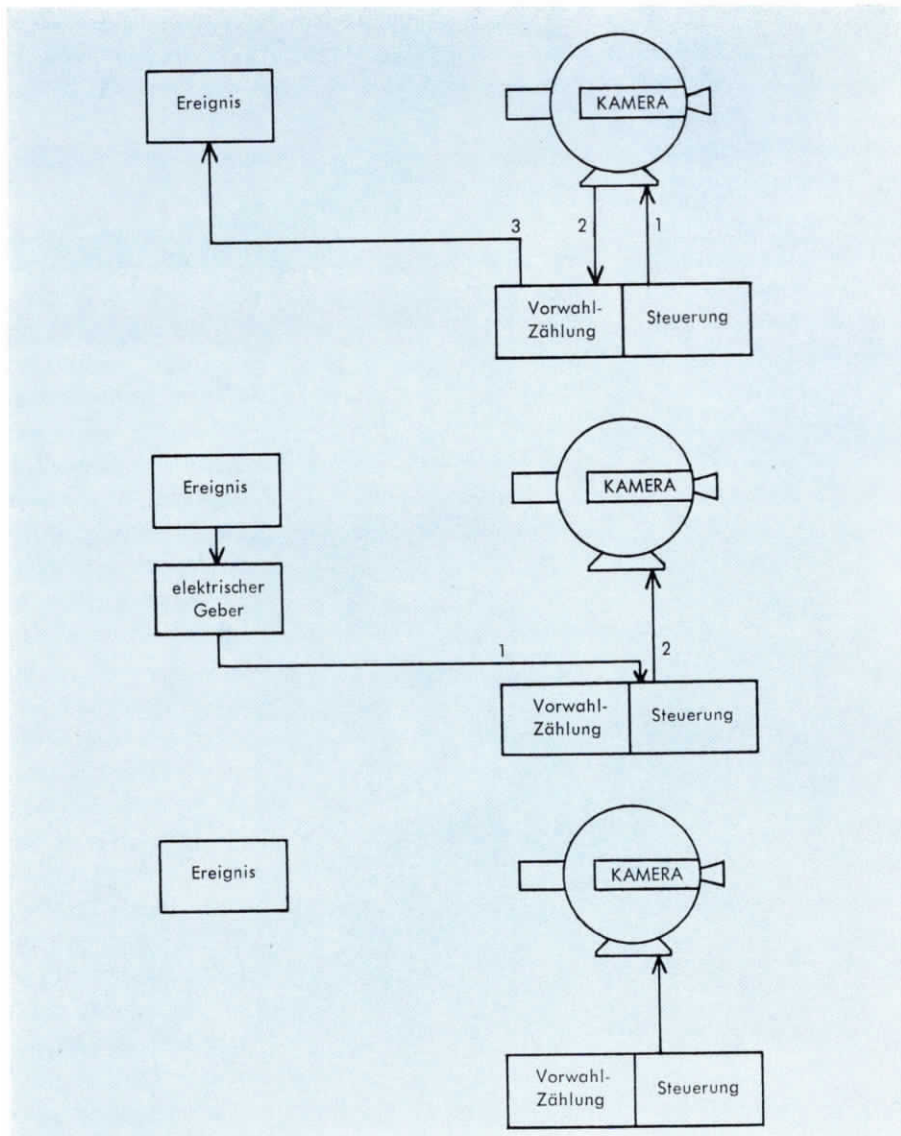 Ereignis
KAMERA
3
2
1
Vorwahl-
Zählung
Steuerung
Ereignis
KAMERA
elektrischer
Geber
1
2
Vorwahl-
Zählung
Steuerung
Ereignis
KAMERA
Vorwahl-
Zählung
Steuerung